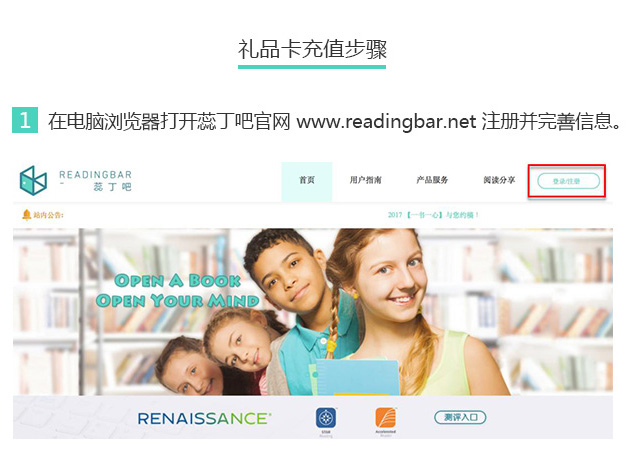 礼品卡充值步骤
1 在电脑浏览器打开蕊丁吧官网 www.readingbar.net 注册并完善信息。
READINGBAR
蕊丁吧
首页 用户指南 产品服务 阅读分享 登录/注册
站内公告: 2017 【一书一心】与您约稿!
OPEN A BOOK
OPEN YOUR MIND
RENAISSANCE® STAR Reading Accelerated Reader 测评入口